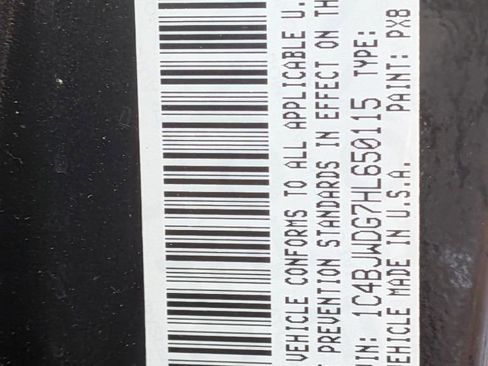 VEHICLE CONFORMS TO ALL APPLICABLE U.
PREVENTION STANDARDS IN EFFECT ON TH
VIN: 1C4BJWDG7HL650115 TYPE:
VEHICLE MADE IN U.S.A. PAINT: PX8